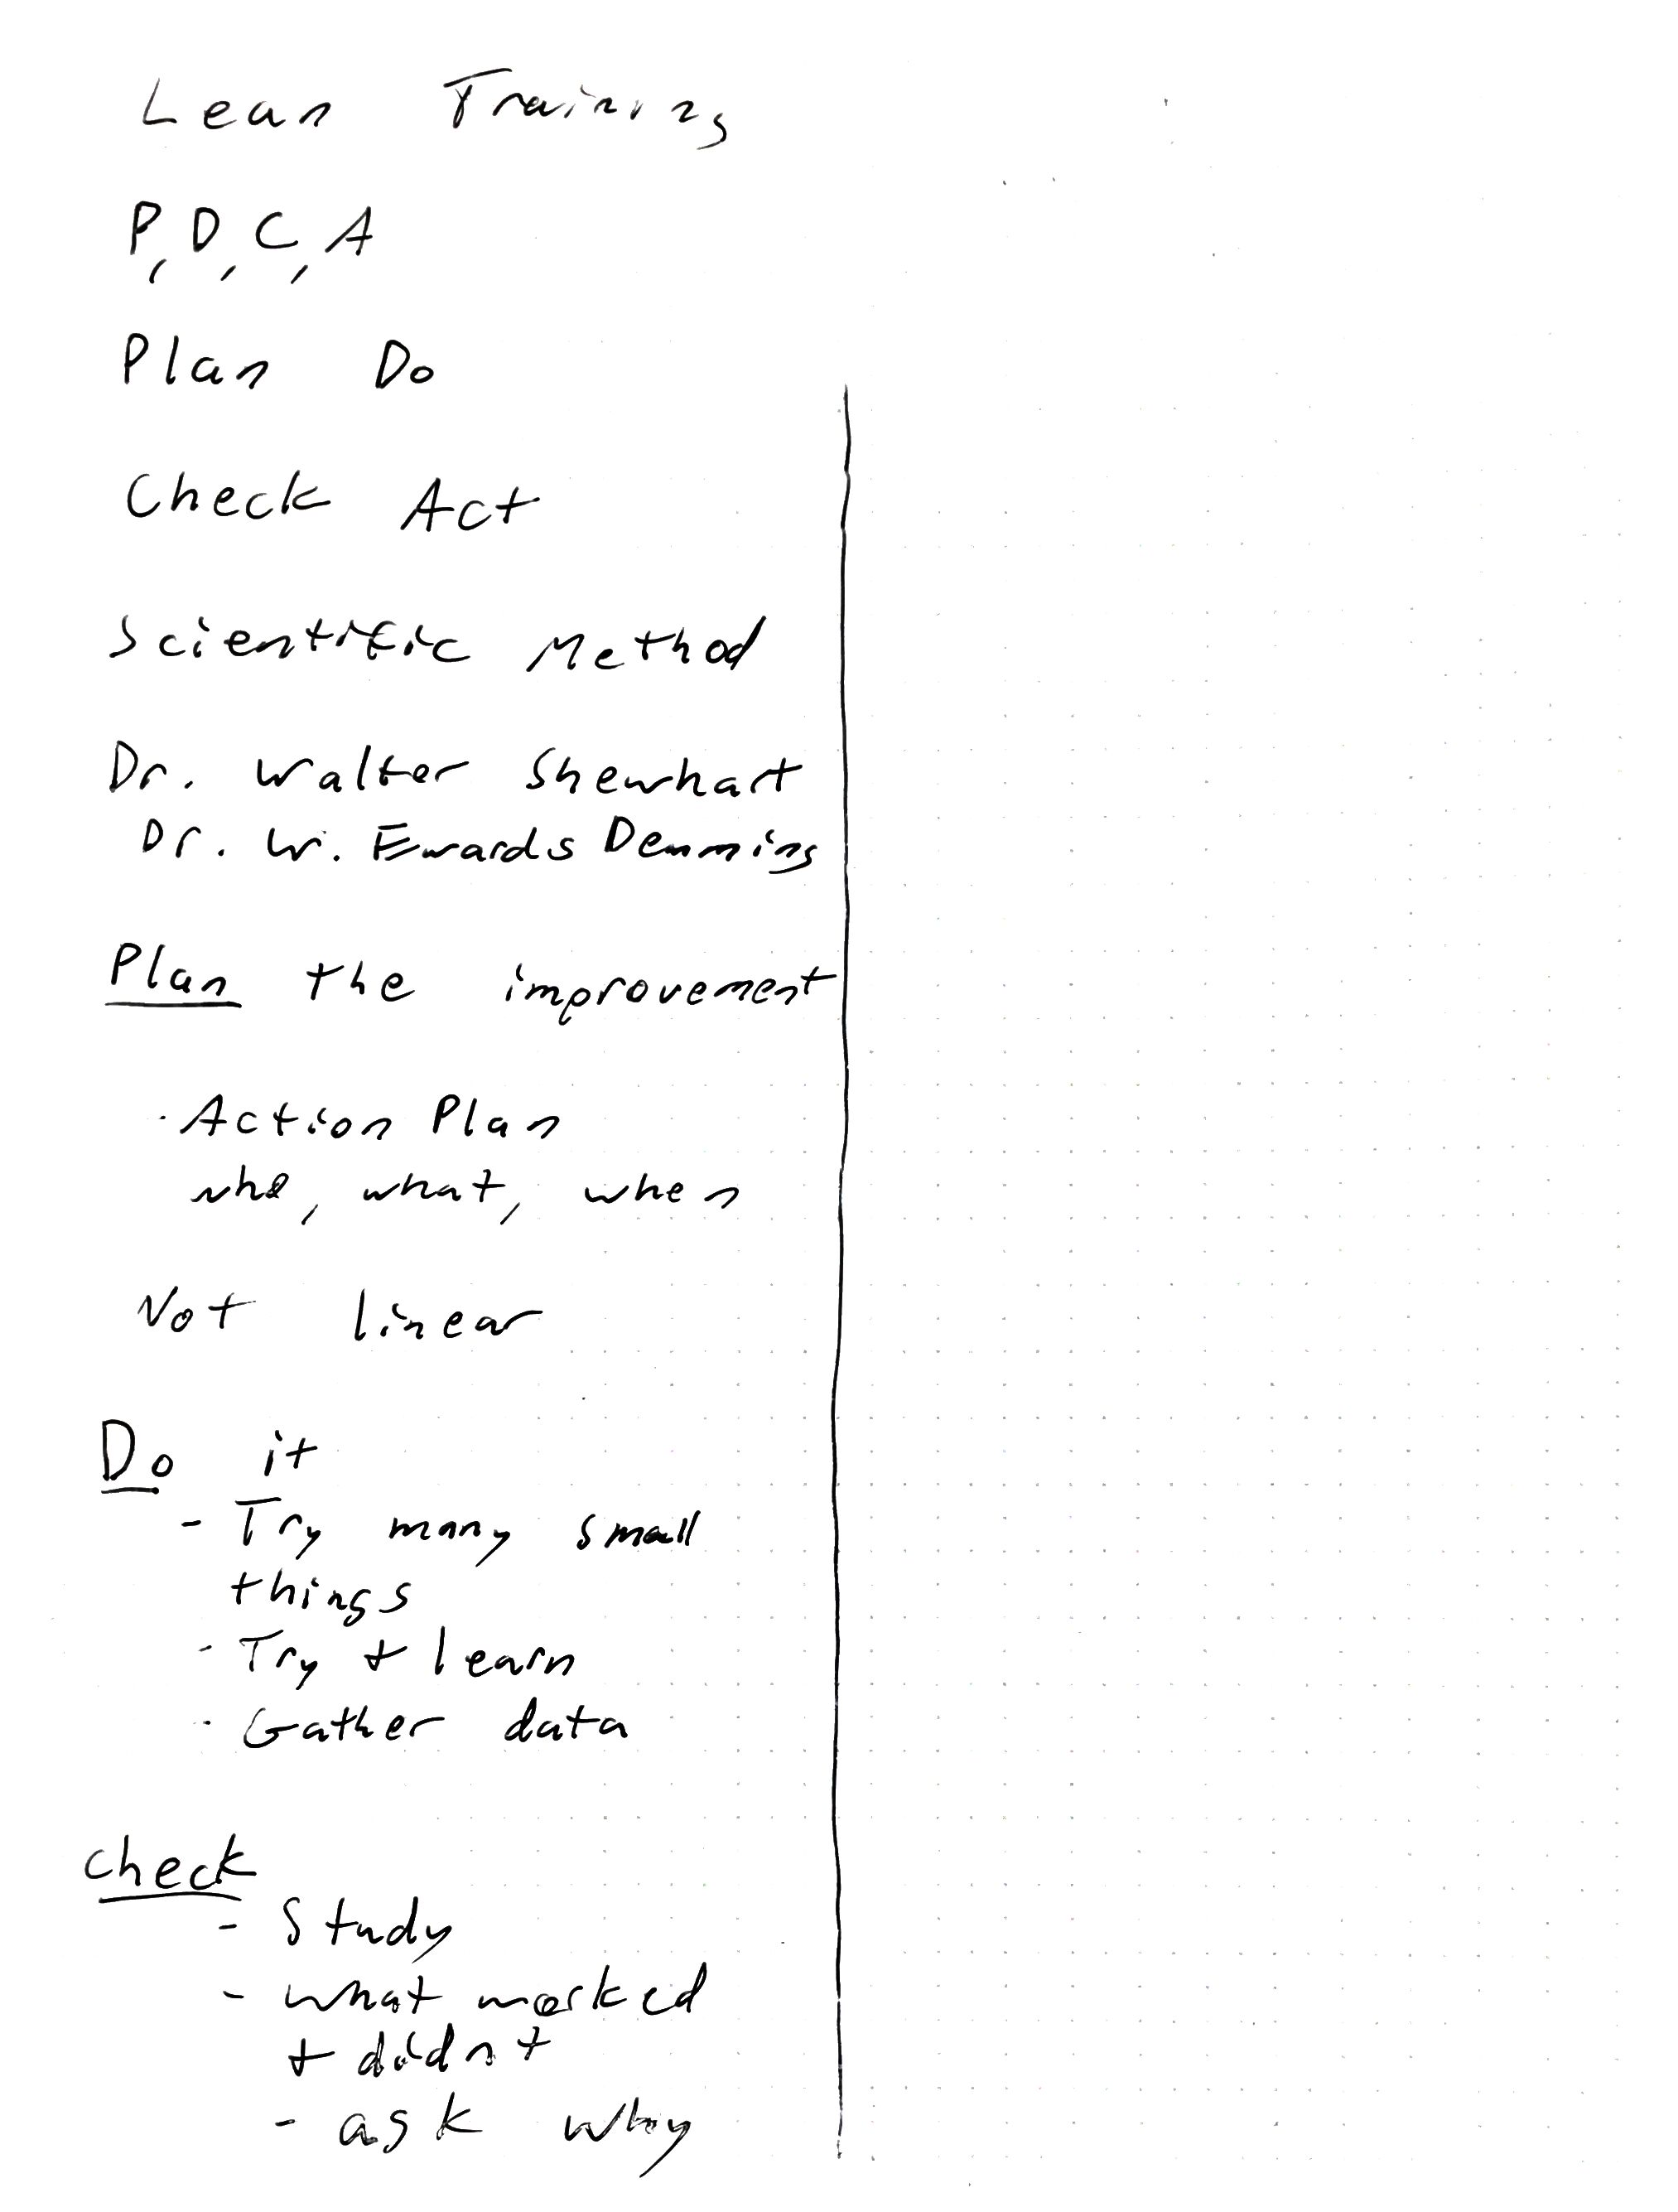 Lean Training
P, D, C, A
Plan Do
Check Act
Scientific Method
Dr. Walter Shewhart
Dr. W. Ewards Demming
Plan the improvement
· Action Plan
who, what, when
Not linear
Do it
- Try many small
things
- Try + learn
- Gather data
check
- Study
- what worked
+ didnt
- ask why